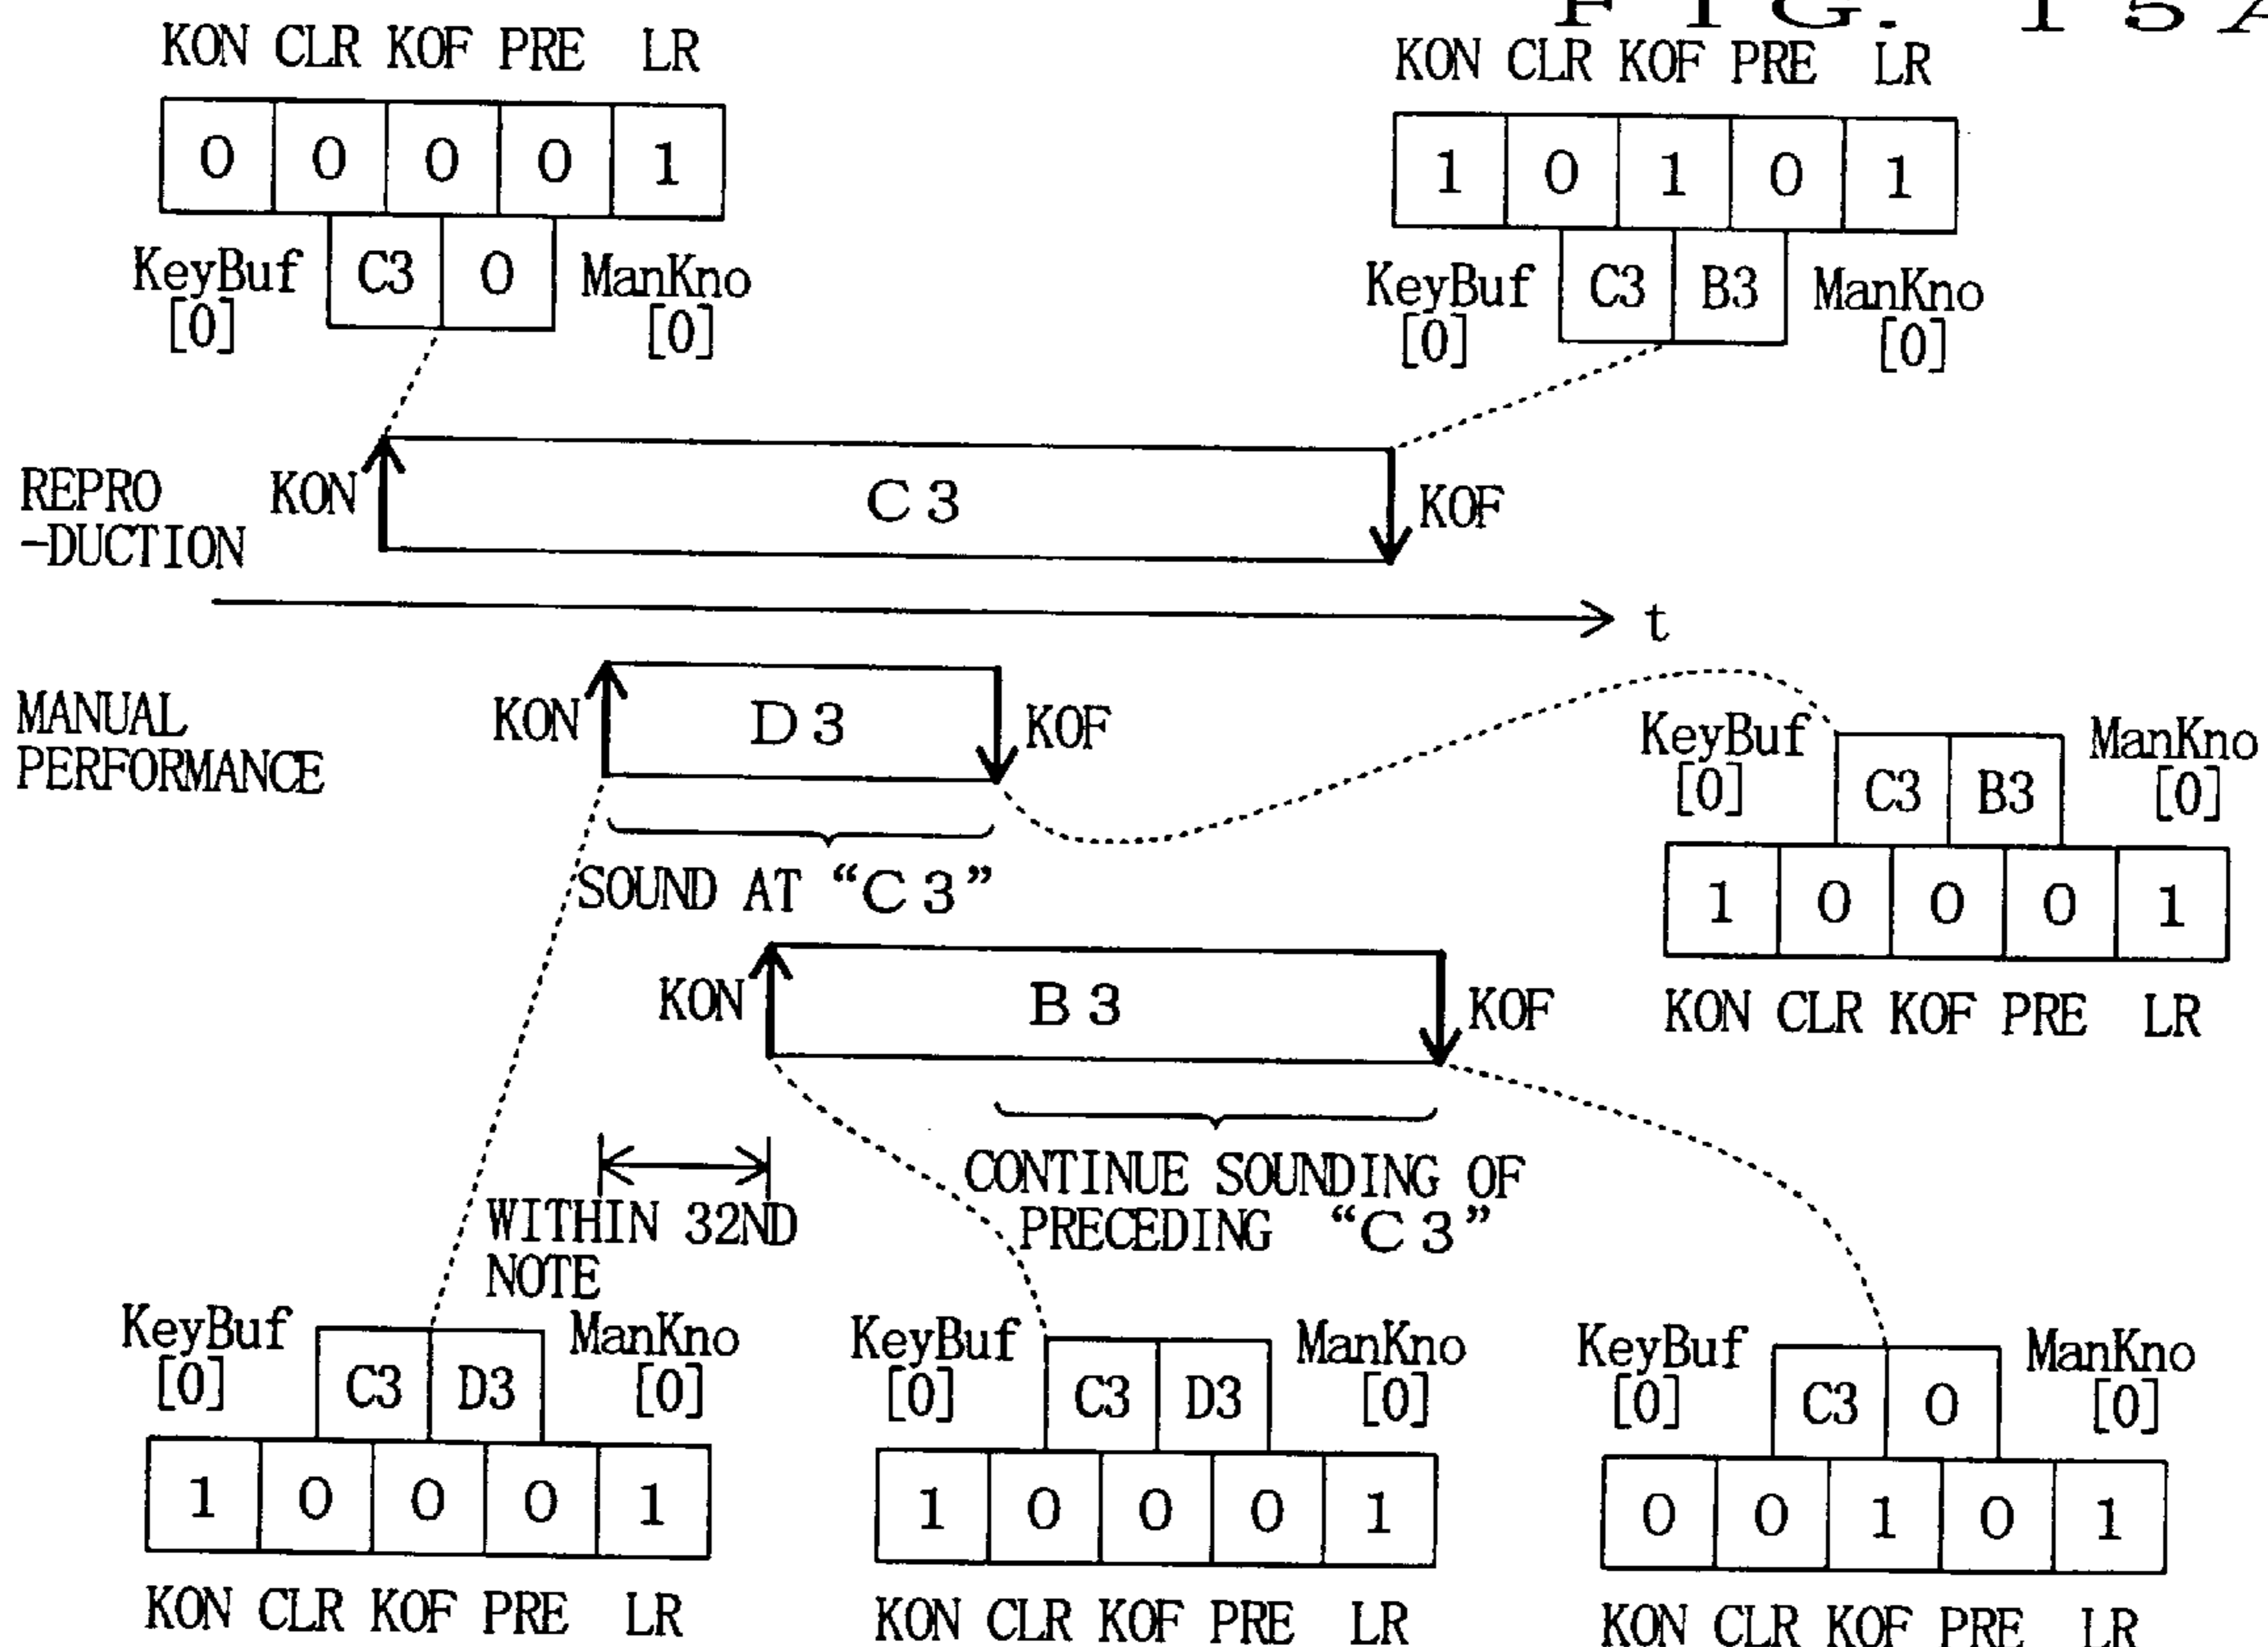 KON CLR KOF PRE LR
0 0 0 0 1
KeyBuf [0] C3 0 ManKno [0]
KON CLR KOF PRE LR
1 0 1 0 1
KeyBuf [0] C3 B3 ManKno [0]
REPRO
-DUCTION
KON
C3
KOF
t
MANUAL
PERFORMANCE
KON
D3
KOF
SOUND AT “C3”
KeyBuf [0] C3 B3 ManKno [0]
1 0 0 0 1
KON CLR KOF PRE LR
KON
B3
KOF
CONTINUE SOUNDING OF
PRECEDING “C3”
WITHIN 32ND
NOTE
KeyBuf [0] C3 D3 ManKno [0]
1 0 0 0 1
KON CLR KOF PRE LR
KeyBuf [0] C3 D3 ManKno [0]
1 0 0 0 1
KON CLR KOF PRE LR
KeyBuf [0] C3 0 ManKno [0]
0 0 1 0 1
KON CLR KOF PRE LR